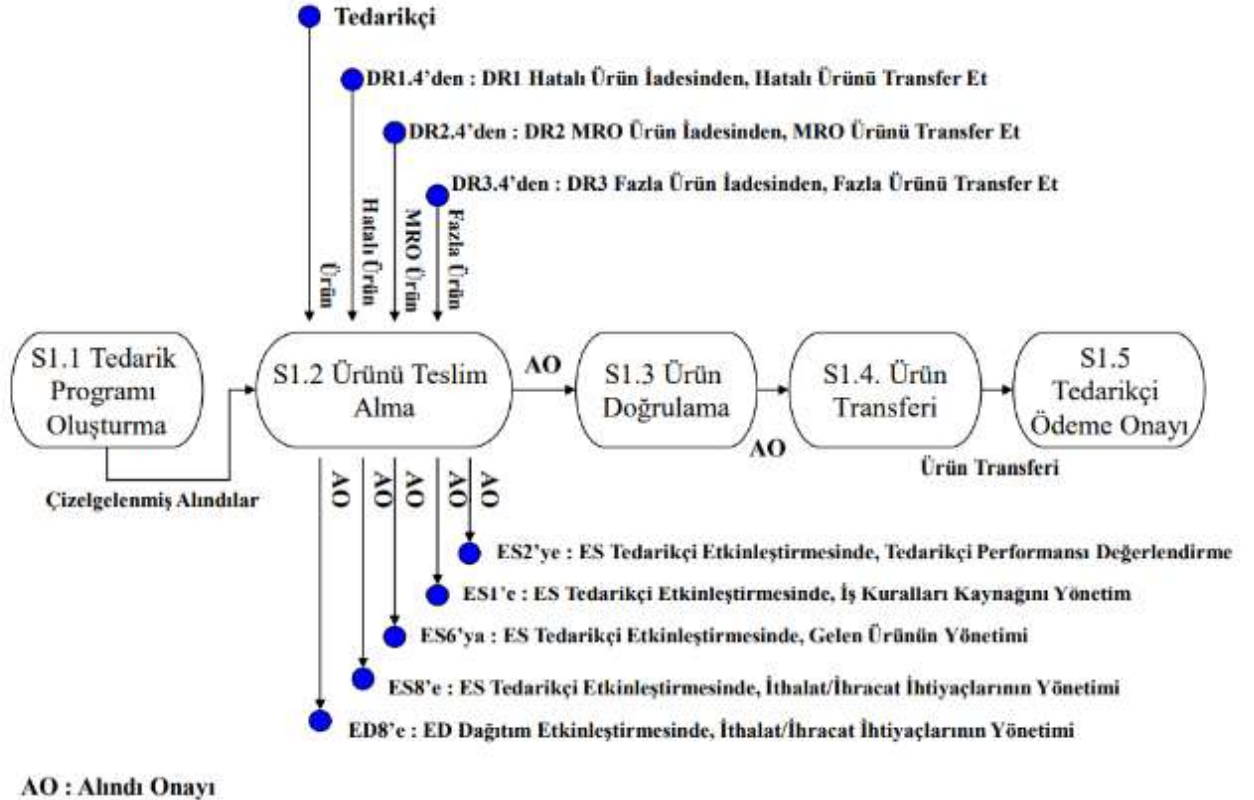 Tedarikçi
DR1.4’den : DR1 Hatalı Ürün İadesinden, Hatalı Ürünü Transfer Et
DR2.4’den : DR2 MRO Ürün İadesinden, MRO Ürünü Transfer Et
DR3.4’den : DR3 Fazla Ürün İadesinden, Fazla Ürünü Transfer Et
Ürün
Hatalı Ürün
MRO Ürün
Fazla Ürün
S1.1 Tedarik
Programı
Oluşturma
Çizelgelenmiş Alındılar
S1.2 Ürünü Teslim
Alma
AO
S1.3 Ürün
Doğrulama
AO
S1.4. Ürün
Transferi
Ürün Transferi
S1.5
Tedarikçi
Ödeme Onayı
AO
AO
AO
AO
AO
ES2’ye : ES Tedarikçi Etkinleştirmesinde, Tedarikçi Performansı Değerlendirme
ES1’e : ES Tedarikçi Etkinleştirmesinde, İş Kuralları Kaynağını Yönetim
ES6’ya : ES Tedarikçi Etkinleştirmesinde, Gelen Ürünün Yönetimi
ES8’e : ES Tedarikçi Etkinleştirmesinde, İthalat/İhracat İhtiyaçlarının Yönetimi
ED8’e : ED Dağıtım Etkinleştirmesinde, İthalat/İhracat İhtiyaçlarının Yönetimi
AO : Alındı Onayı